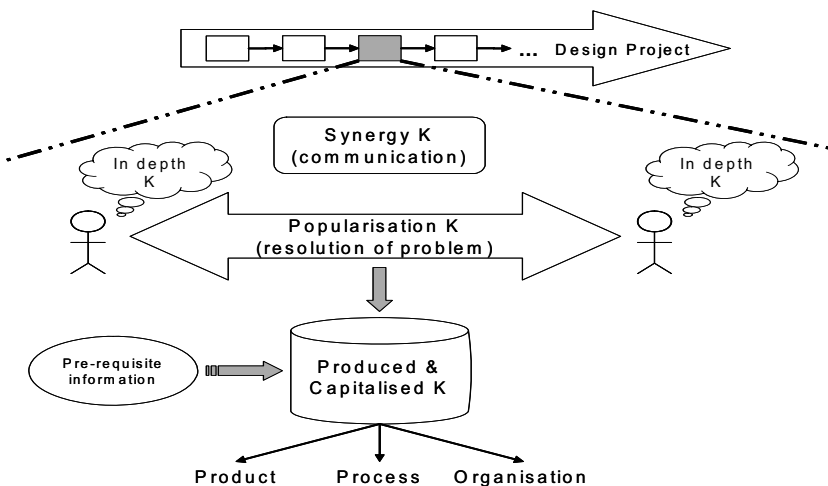 ... Design Project
Synergy K
(communication)
In depth
K
In depth
K
Popularisation K
(resolution of problem)
Pre-requisite
information
Produced &
Capitalised K
Product
Process
Organisation